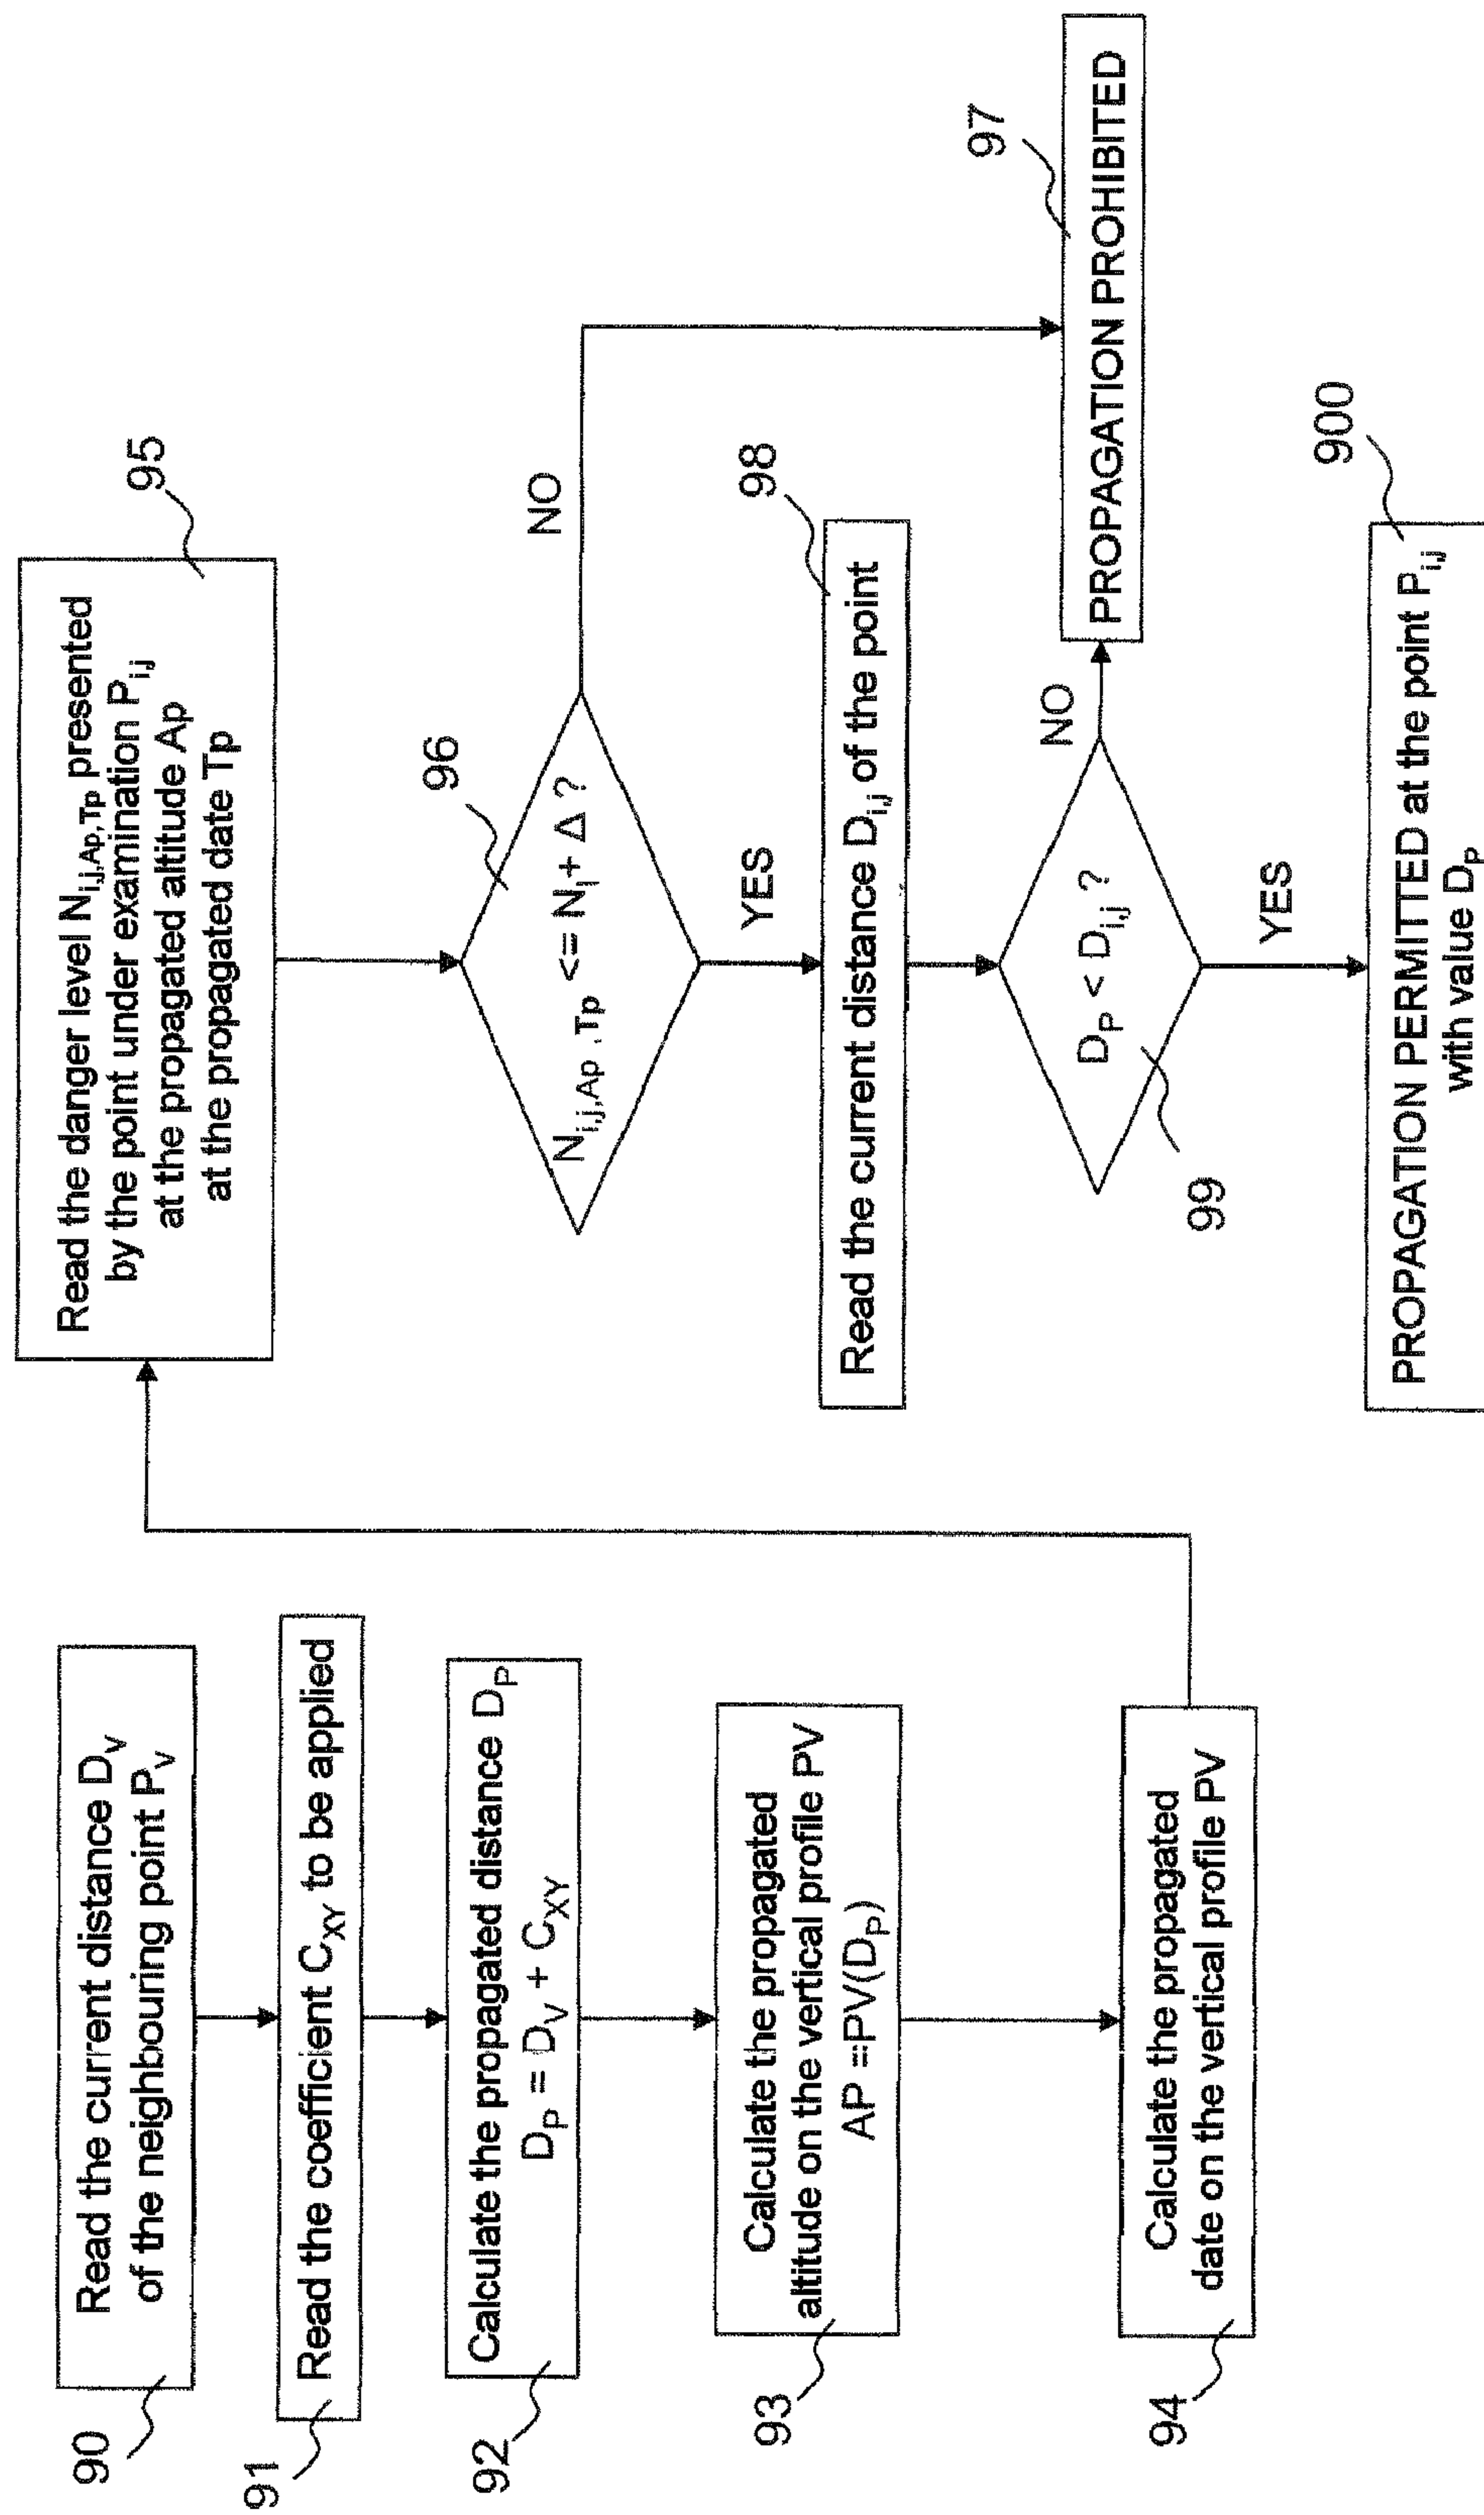 90
Read the current distance D_V
of the neighbouring point P_V
91
Read the coefficient C_XY to be applied
92
Calculate the propagated distance D_P
D_P = D_V + C_XY
93
Calculate the propagated
altitude on the vertical profile PV
AP =PV(D_P)
94
Calculate the propagated
date on the vertical profile PV
95
Read the danger level N_i,j,Ap,Tp presented
by the point under examination P_i,j
at the propagated altitude Ap
at the propagated date Tp
96
N_i,j,Ap,Tp <= N_i + Δ ?
NO
YES
98
Read the current distance D_i,j of the point
99
D_P < D_i,j ?
NO
97
PROPAGATION PROHIBITED
YES
900
PROPAGATION PERMITTED at the point P_i,j
with value D_P